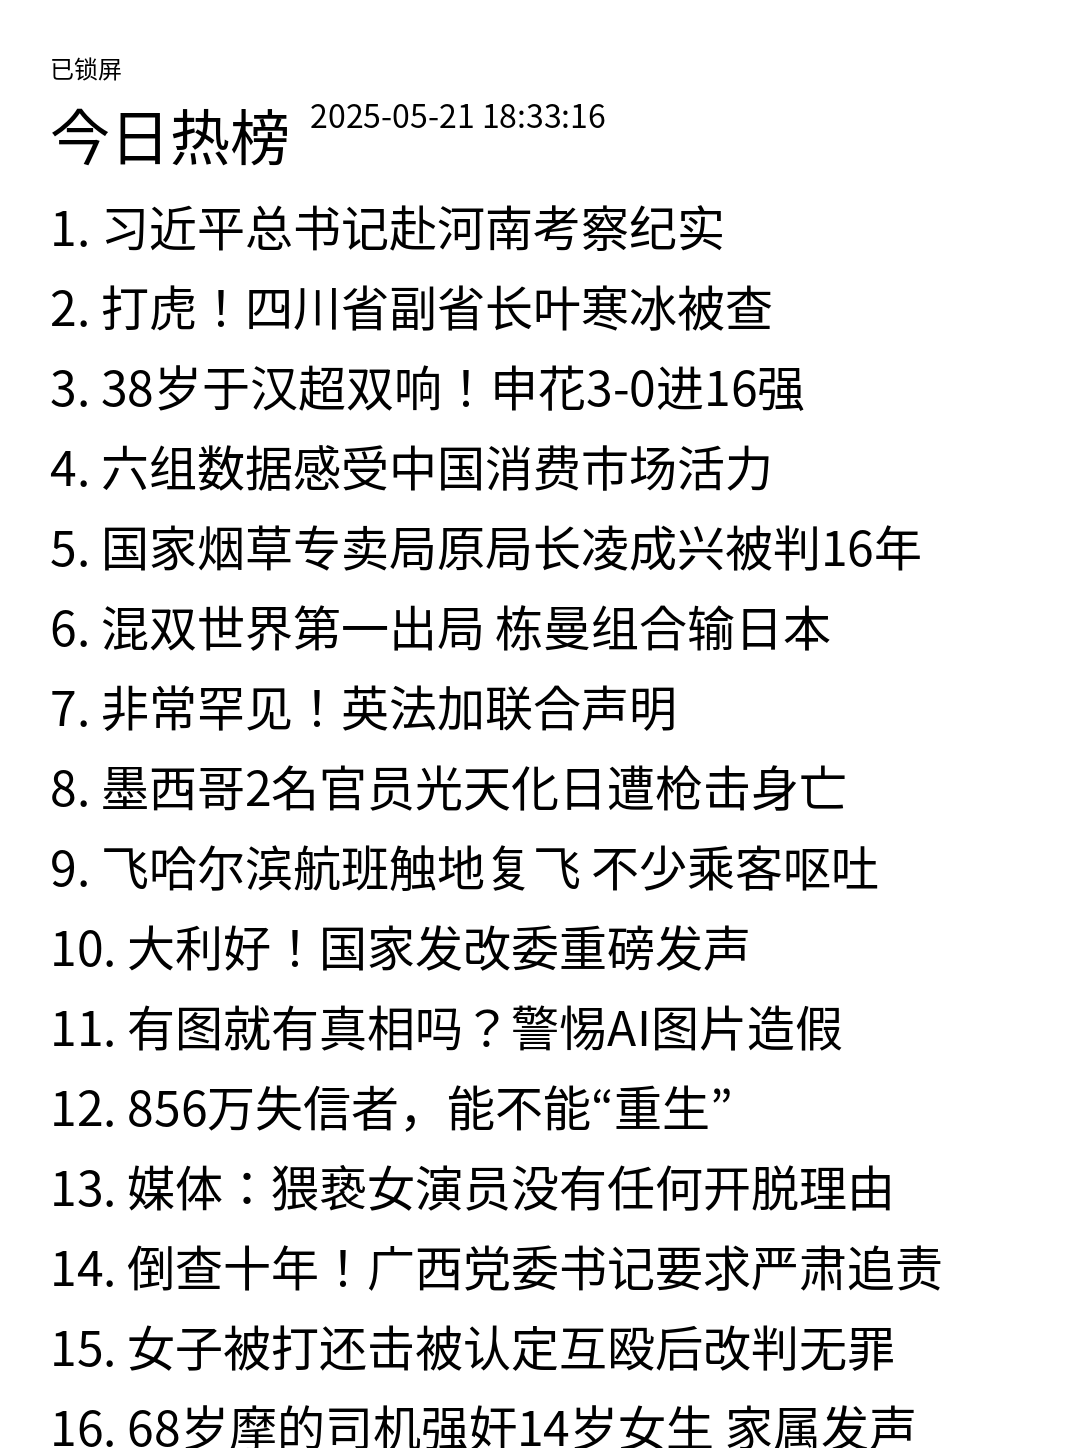 已锁屏
今日热榜 2025-05-21 18:33:16
1. 习近平总书记赴河南考察纪实
2. 打虎！四川省副省长叶寒冰被查
3. 38岁于汉超双响！申花3-0进16强
4. 六组数据感受中国消费市场活力
5. 国家烟草专卖局原局长凌成兴被判16年
6. 混双世界第一出局 栋曼组合输日本
7. 非常罕见！英法加联合声明
8. 墨西哥2名官员光天化日遭枪击身亡
9. 飞哈尔滨航班触地复飞 不少乘客呕吐
10. 大利好！国家发改委重磅发声
11. 有图就有真相吗？警惕AI图片造假
12. 856万失信者，能不能“重生”
13. 媒体：猥亵女演员没有任何开脱理由
14. 倒查十年！广西党委书记要求严肃追责
15. 女子被打还击被认定互殴后改判无罪
16. 68岁摩的司机强奸14岁女生 家属发声